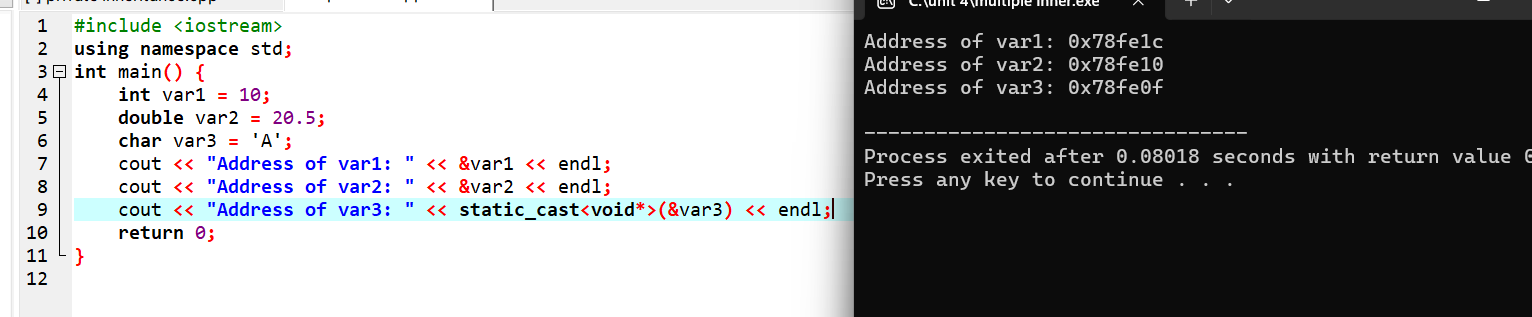 1 #include <iostream>
2 using namespace std;
3 int main() {
4 int var1 = 10;
5 double var2 = 20.5;
6 char var3 = 'A';
7 cout << "Address of var1: " << &var1 << endl;
8 cout << "Address of var2: " << &var2 << endl;
9 cout << "Address of var3: " << static_cast<void*>(&var3) << endl;
10 return 0;
11 }
12
C:\unit 4\multiple inner.exe
Address of var1: 0x78fe1c
Address of var2: 0x78fe10
Address of var3: 0x78fe0f
--------------------------------
Process exited after 0.08018 seconds with return value 0
Press any key to continue . . .